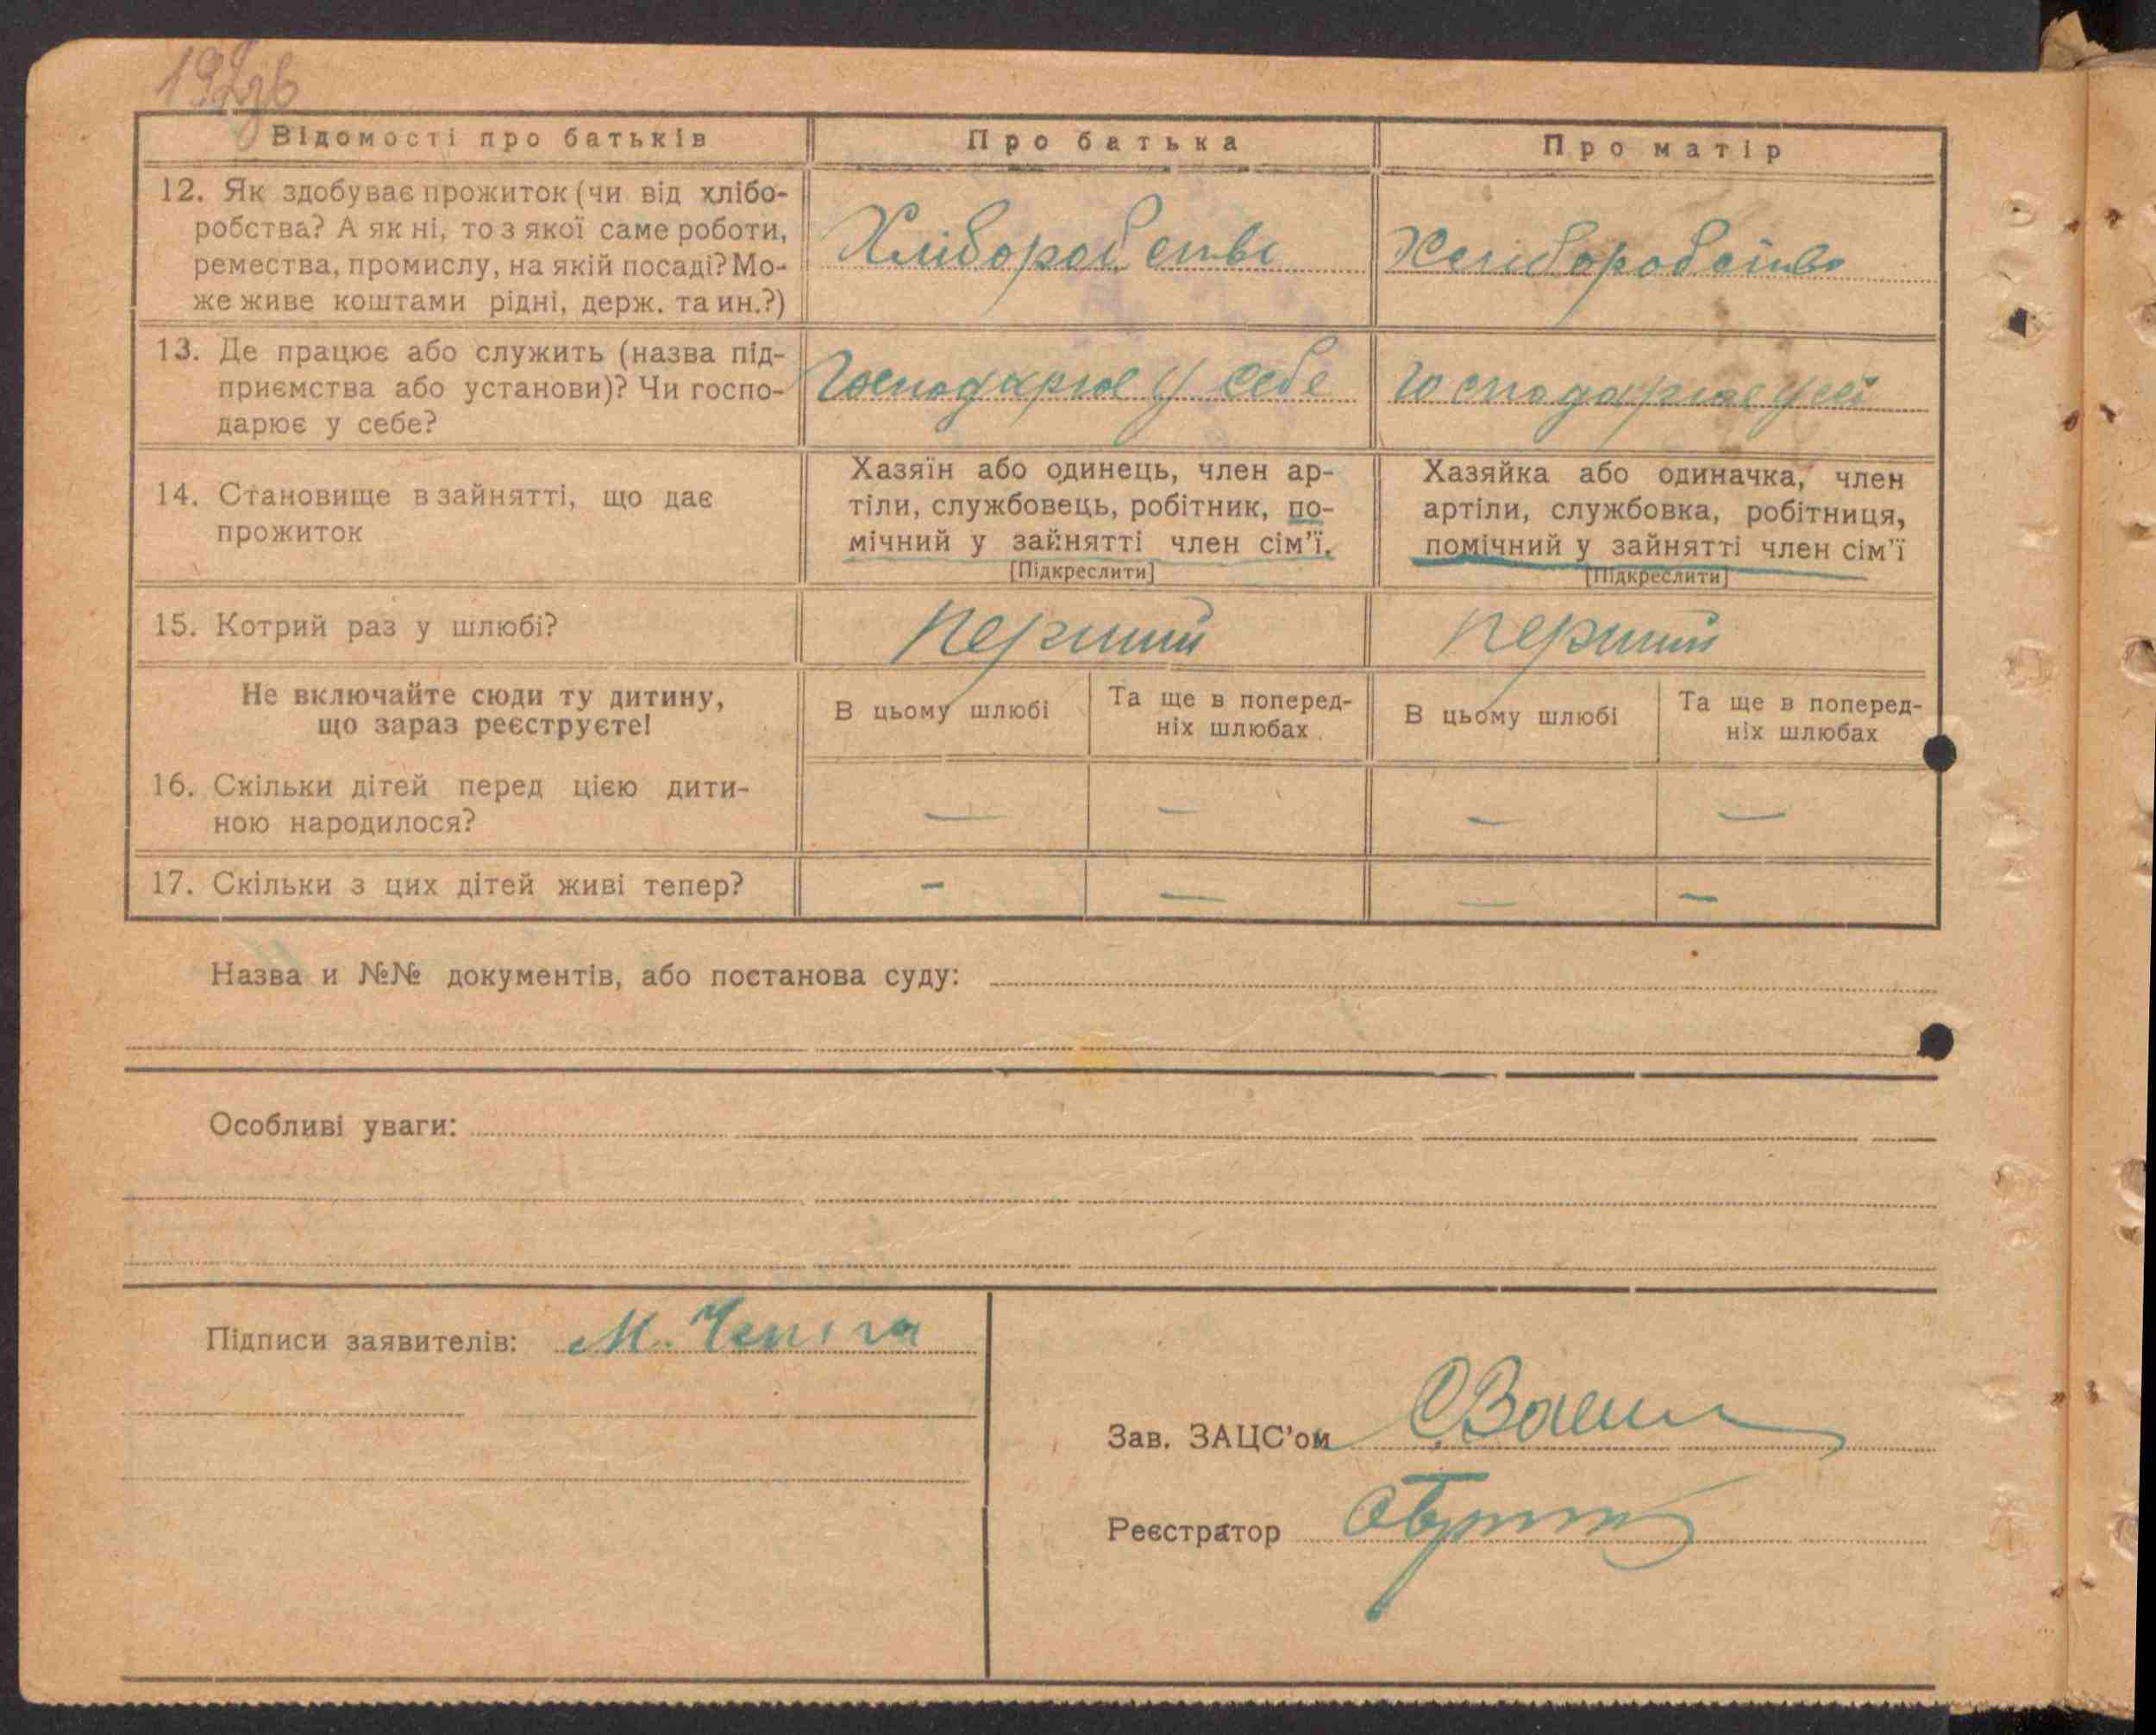 Відомості про батьків
Про батька
Про матір
12. Як здобуває прожиток (чи від хлібо-
робства? А як ні, то з якої саме роботи,
ремества, промислу, на якій посаді? Мо-
же живе коштами рідні, держ. та ин.?)
Хліборобство
Хліборобство
13. Де працює або служить (назва під-
приємства або установи)? Чи госпо-
дарює у себе?
Господарює у себе
Господарює у себе
14. Становище в зайнятті, що дає
прожиток
Хазяїн або одинець, член ар-
тіли, службовець, робітник, по-
мічний у зайнятті член сім'ї.
[Підкреслити]
Хазяйка або одиначка, член
артіли, службовка, робітниця,
помічний у зайнятті член сім'ї
[Підкреслити]
15. Котрий раз у шлюбі?
перший
перший
Не включайте сюди ту дитину,
що зараз реєструєте!
В цьому шлюбі
Та ще в поперед-
ніх шлюбах
В цьому шлюбі
Та ще в поперед-
ніх шлюбах
16. Скільки дітей перед цією дити-
ною народилося?
— — — —
17. Скільки з цих дітей живі тепер?
— — — —
Назва и №№ документів, або постанова суду:
Особливі уваги:
Підписи заявителів: М. Чепіга
Зав. ЗАЦС'ом
Реєстратор